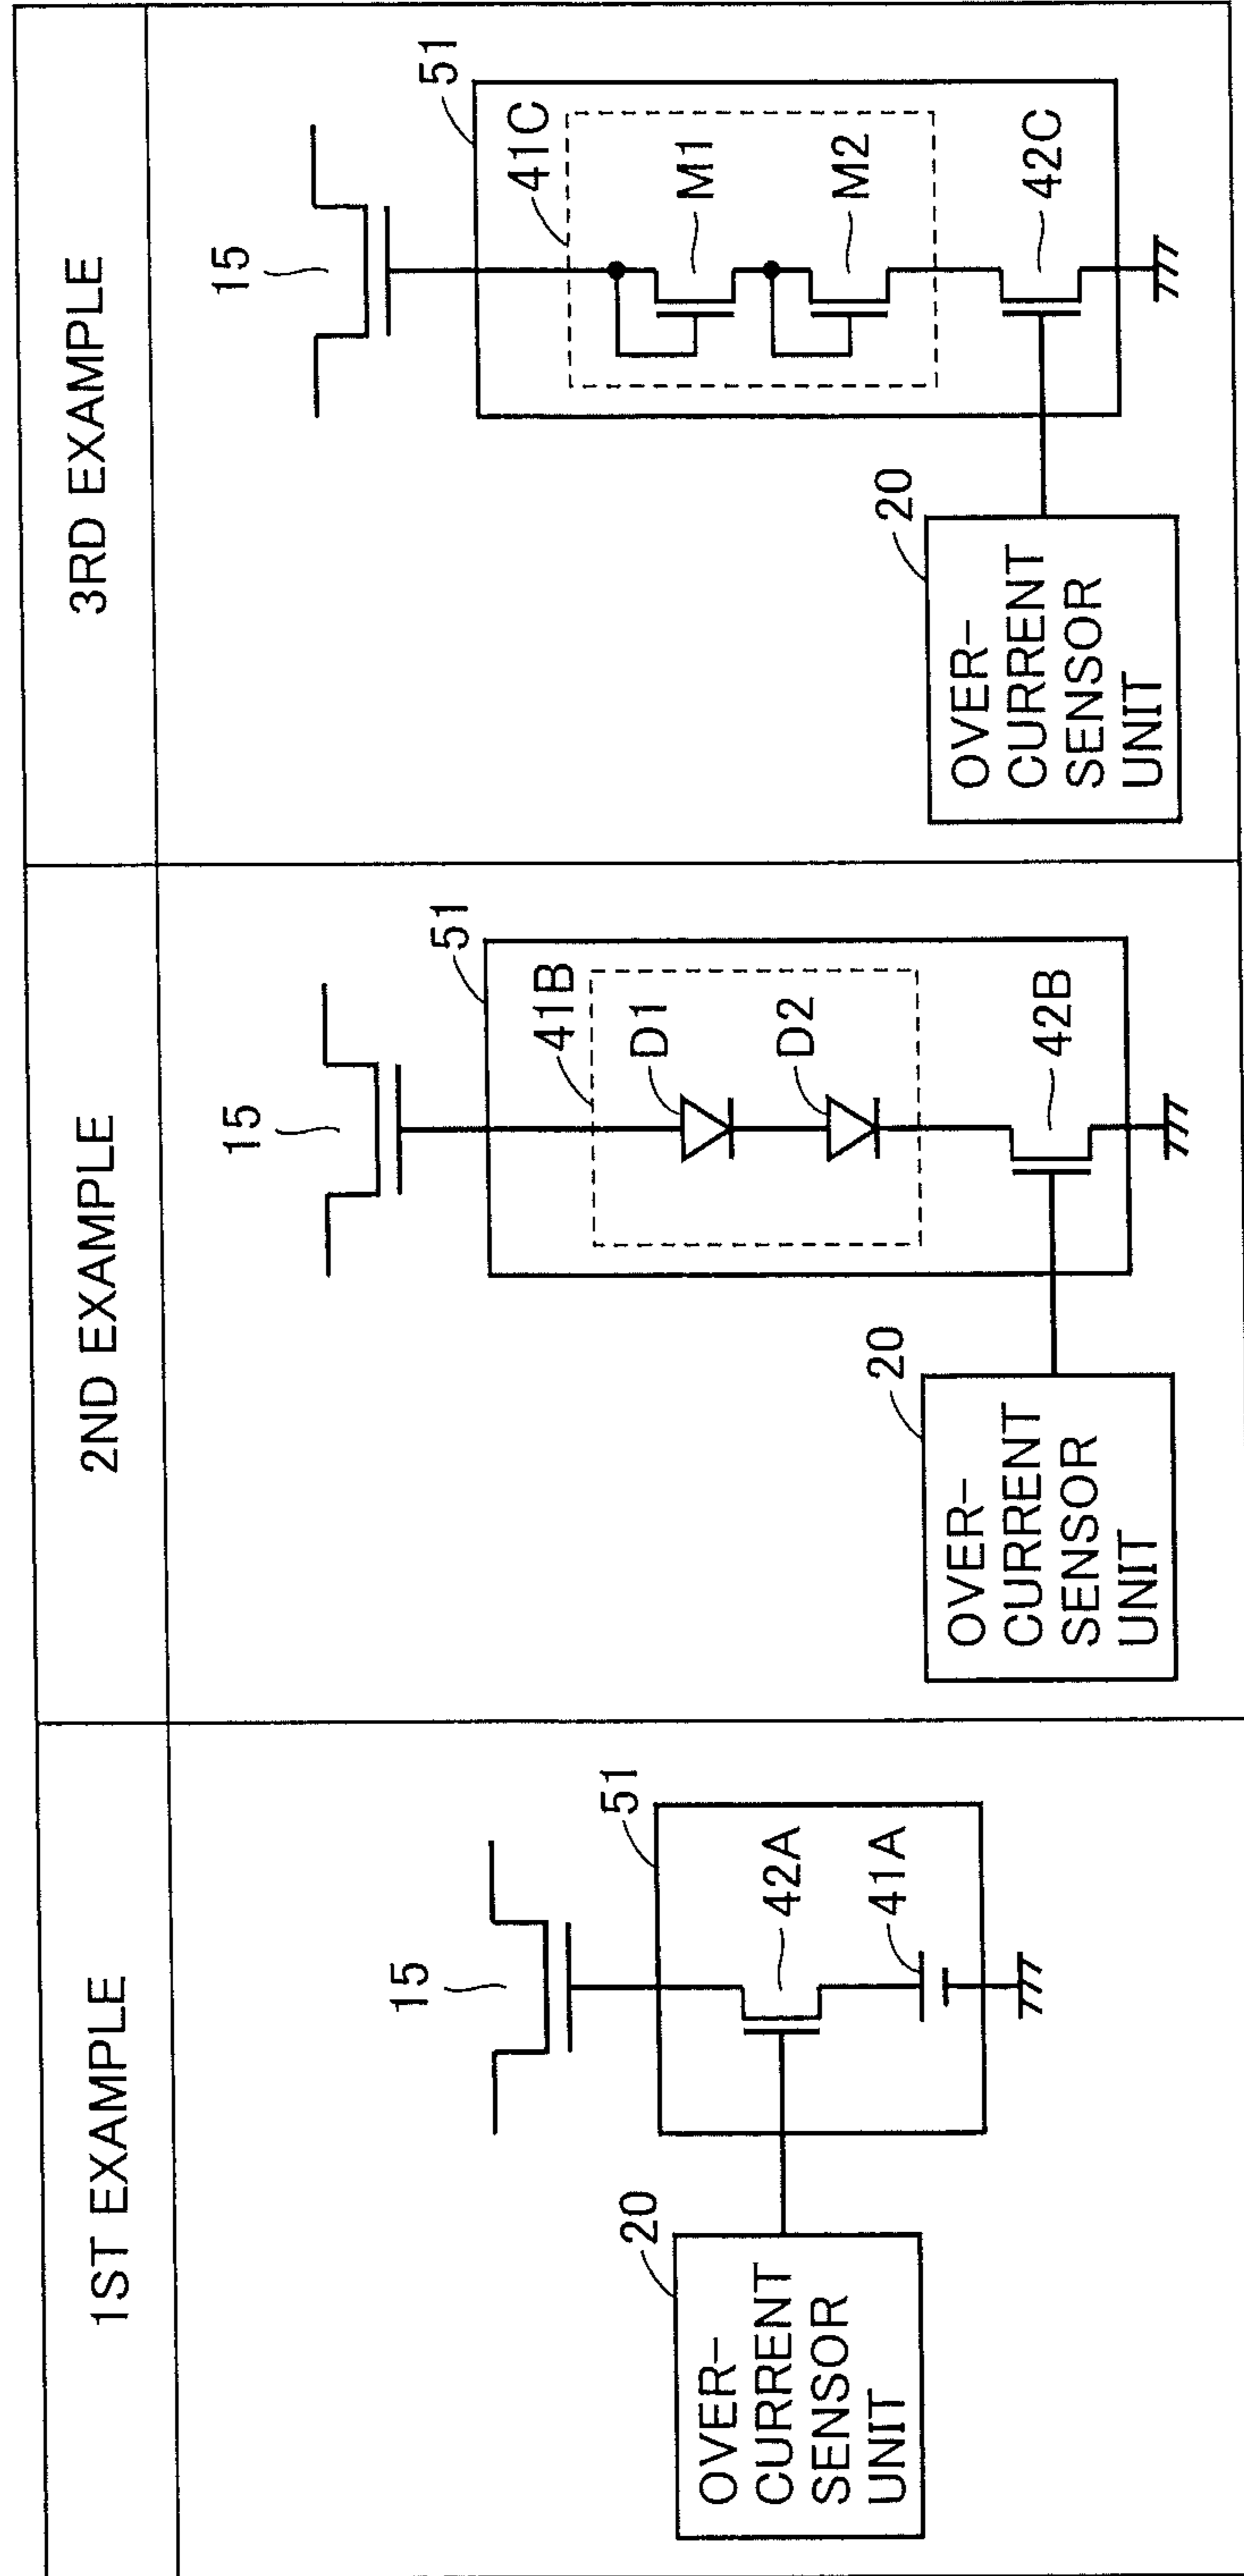 1ST EXAMPLE
15
51
42A
41A
20
OVER-
CURRENT
SENSOR
UNIT
2ND EXAMPLE
15
51
41B
D1
D2
42B
20
OVER-
CURRENT
SENSOR
UNIT
3RD EXAMPLE
15
51
41C
M1
M2
42C
20
OVER-
CURRENT
SENSOR
UNIT